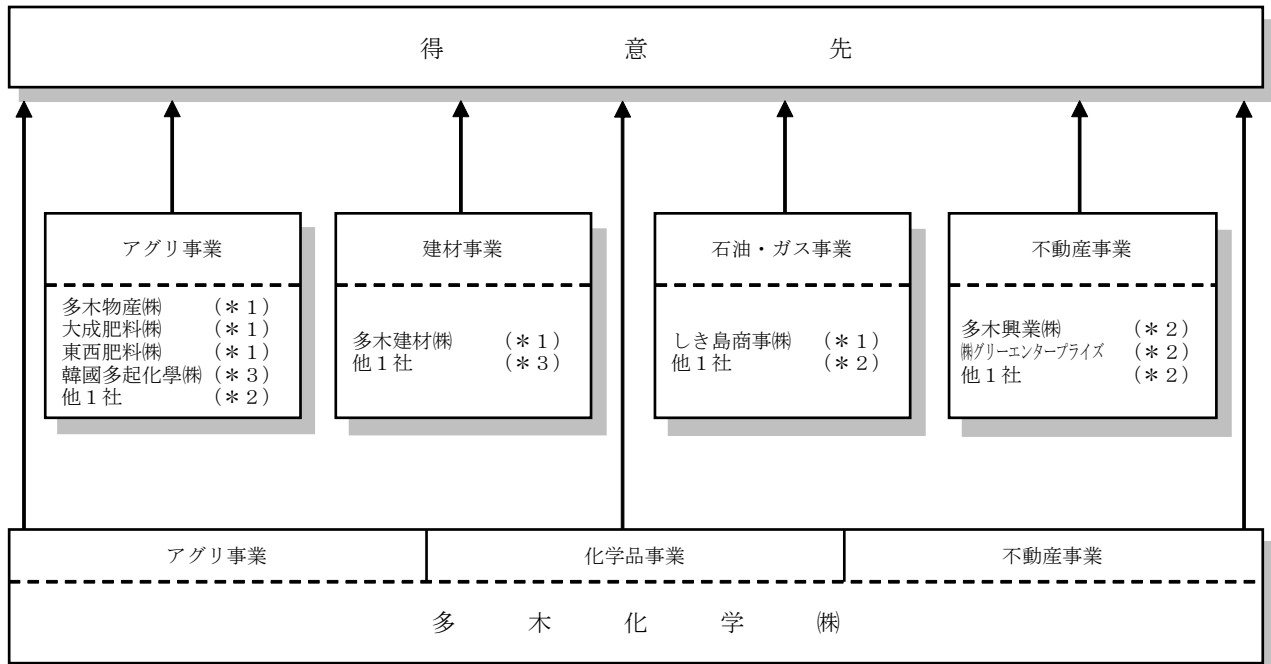 得意先
アグリ事業
多木物産㈱ (*1)
大成肥料㈱ (*1)
東西肥料㈱ (*1)
韓國多起化學㈱ (*3)
他1社 (*2)
建材事業
多木建材㈱ (*1)
他1社 (*3)
石油・ガス事業
しき島商事㈱ (*1)
他1社 (*2)
不動産事業
多木興業㈱ (*2)
㈱グリーエンタープライズ (*2)
他1社 (*2)
アグリ事業 化学品事業 不動産事業
多木化学㈱